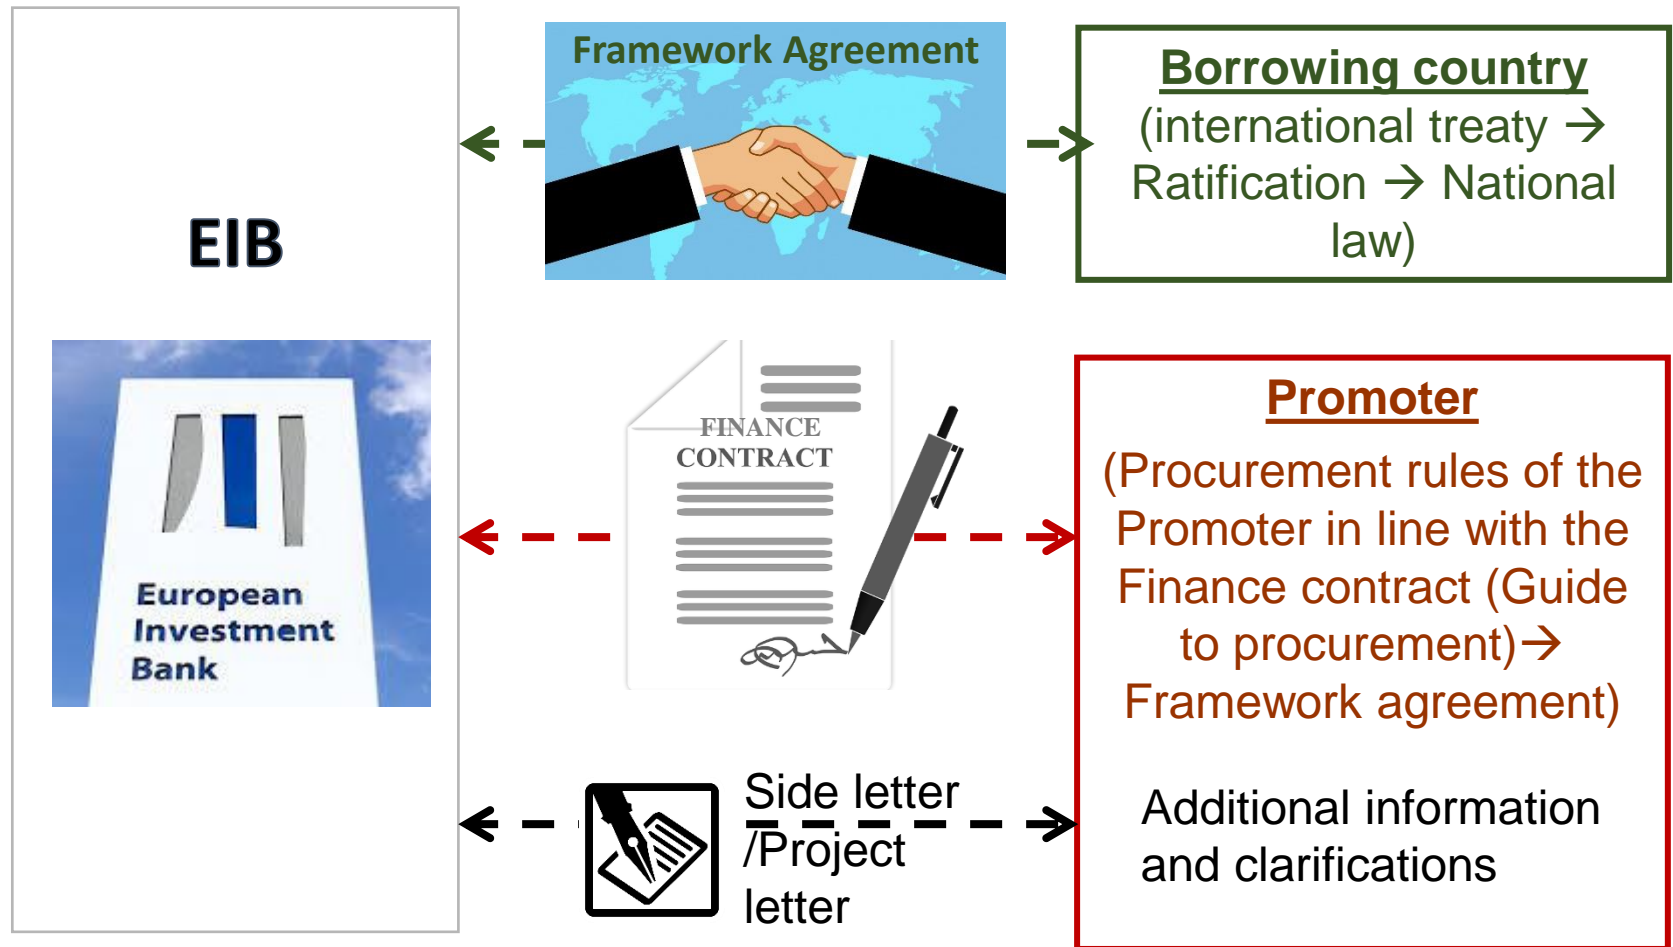 EIB
European
Investment
Bank
Framework Agreement
Borrowing country
(international treaty →
Ratification → National
law)
FINANCE
CONTRACT
Promoter
(Procurement rules of the
Promoter in line with the
Finance contract (Guide
to procurement)→
Framework agreement)
Side letter
/Project
letter
Additional information
and clarifications